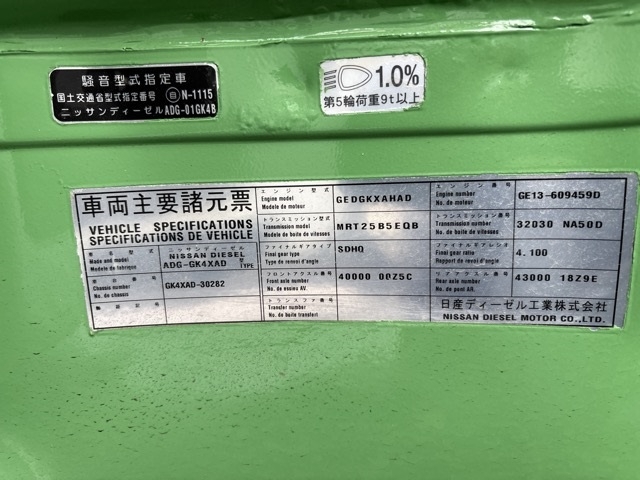 騒音型式指定車
国土交通省型式指定番号 自 N-1115
ニッサンディーゼル ADG-01GK4B
1.0%
第5輪荷重9t以上
車両主要諸元票
VEHICLE SPECIFICATIONS
SPECIFICATIONS DE VEHICLE
Make and model
Modele de fabrique
ニッサンディーゼル
NISSAN DIESEL
ADG-GK4XAD 型 TYPE
Chassis number
No. de chassis
GK4XAD-30282
エンジン型式
Engine model
Modele de moteur
GEDGKXAHAD
エンジン番号
Engine number
No. de moteur
GE13-609459D
トランスミッション型式
Transmission model
Modele de boite de vitesses
MRT25B5EQB
トランスミッション番号
Transmission number
No. de boite de vitesses
32030 NA50D
ファイナルギアタイプ
Final gear type
Type de renvoi d'angle
SDHQ
ファイナルギアレシオ
Final gear ratio
Rapport de renvoi d'angle
4.100
フロントアクスル番号
Front axle number
No. de essieu AV.
40000 00Z5C
リアアクスル番号
Rear axle number
No. de pont AR.
43000 18Z9E
トランスファ番号
Transfer number
No. de boite transfert
日産ディーゼル工業株式会社
NISSAN DIESEL MOTOR CO.,LTD.